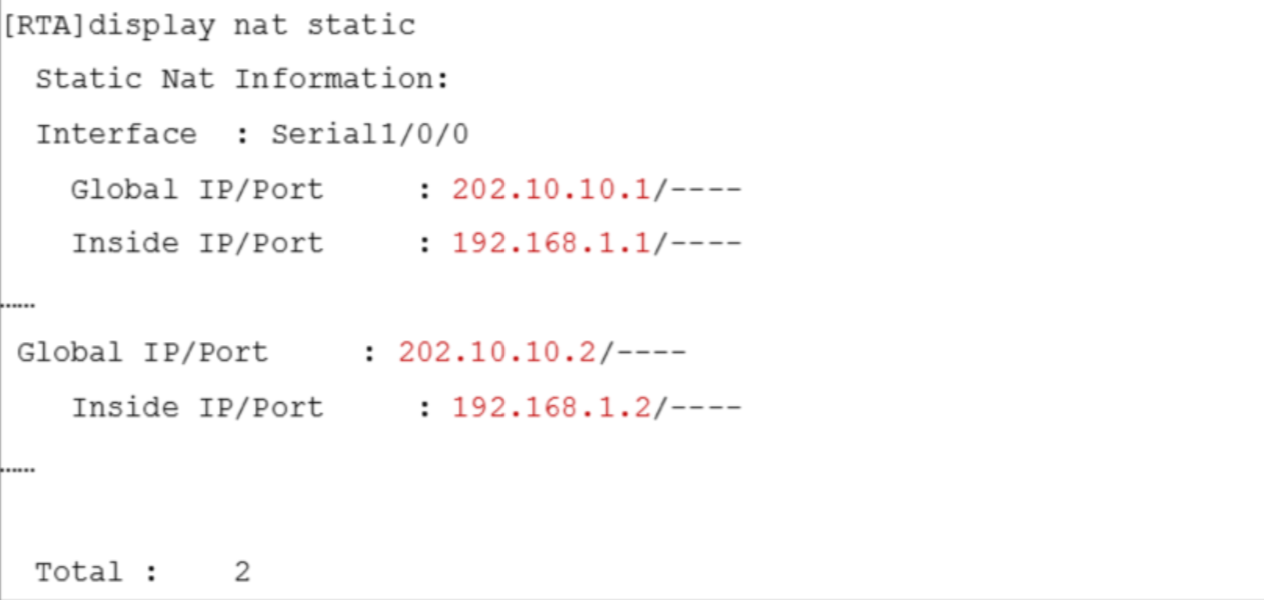 [RTA]display nat static
Static Nat Information:
Interface : Serial1/0/0
Global IP/Port : 202.10.10.1/----
Inside IP/Port : 192.168.1.1/----
……
Global IP/Port : 202.10.10.2/----
Inside IP/Port : 192.168.1.2/----
……
Total : 2